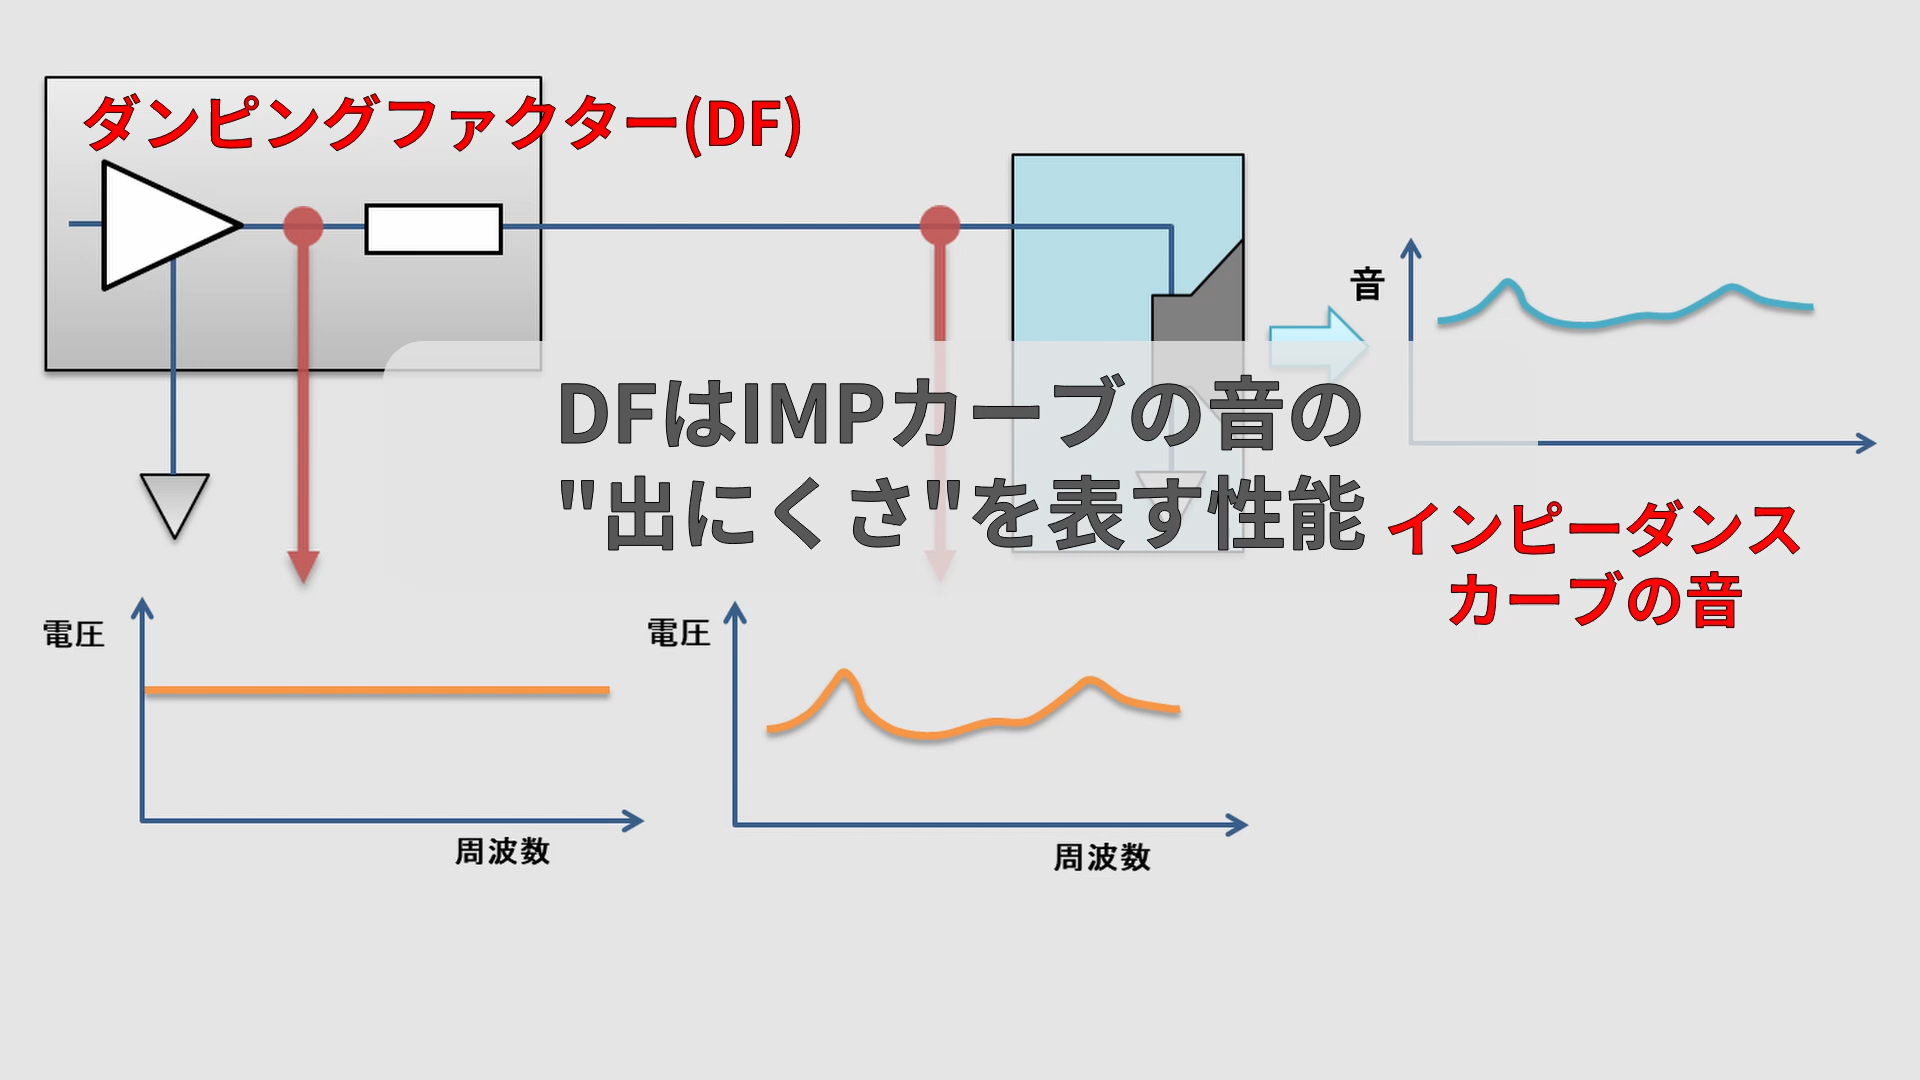 ダンピングファクター(DF)
音
DFはIMPカーブの音の
"出にくさ"を表す性能
インピーダンス
カーブの音
電圧
電圧
周波数
周波数